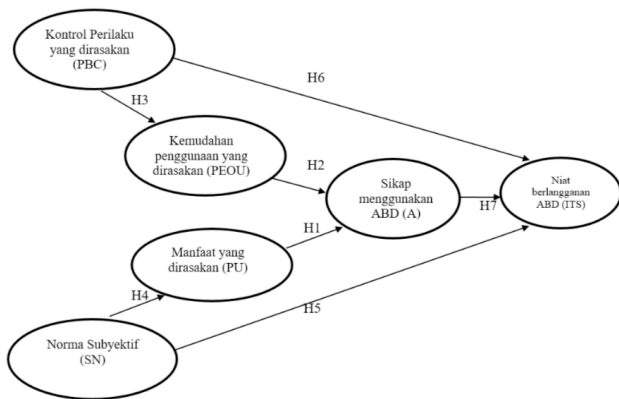 Kontrol Perilaku
yang dirasakan
(PBC)
H6
H3
Kemudahan
penggunaan yang
dirasakan (PEOU)
H2
Sikap
menggunakan
ABD (A)
Niat
berlangganan
ABD (ITS)
H7
H1
Manfaat yang
dirasakan (PU)
H4
H5
Norma Subyektif
(SN)